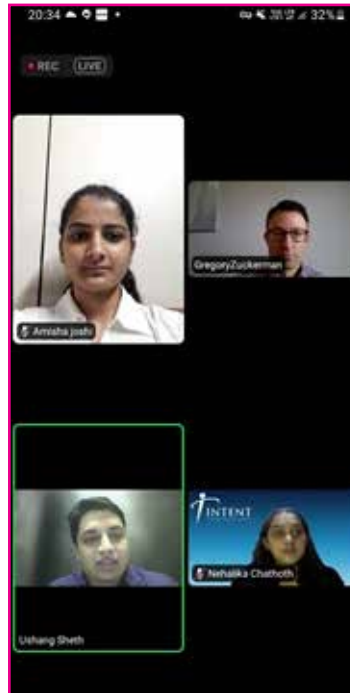 20:34
32%
REC LIVE
Amisha joshi
GregoryZuckerman
INTENT
Nehalika Chathoth
Ushang Sheth